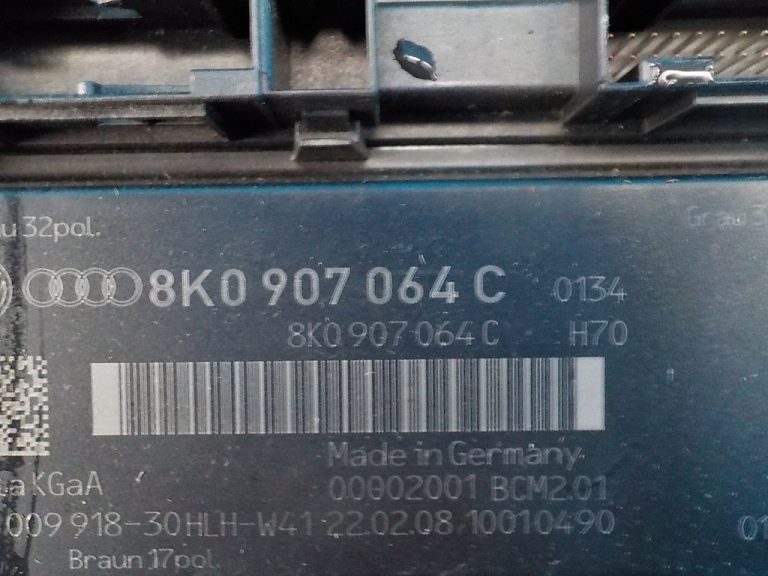 32pol.
8K0 907 064 C 0134
8K0 907 064 C H70
Made in Germany
KGaA 00002001 BCM2.01
009 918-30 HLH-W41 22.02.08 10010490
Braun 17pol.